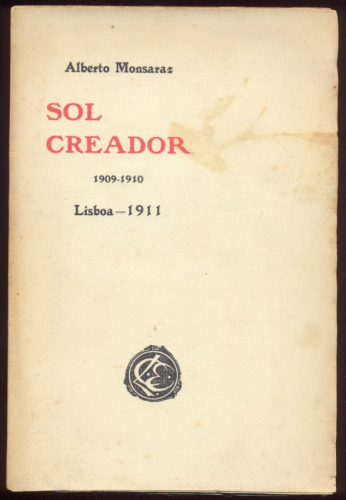 Alberto Monsaraz
SOL
CREADOR
1909-1910
Lisboa—1911